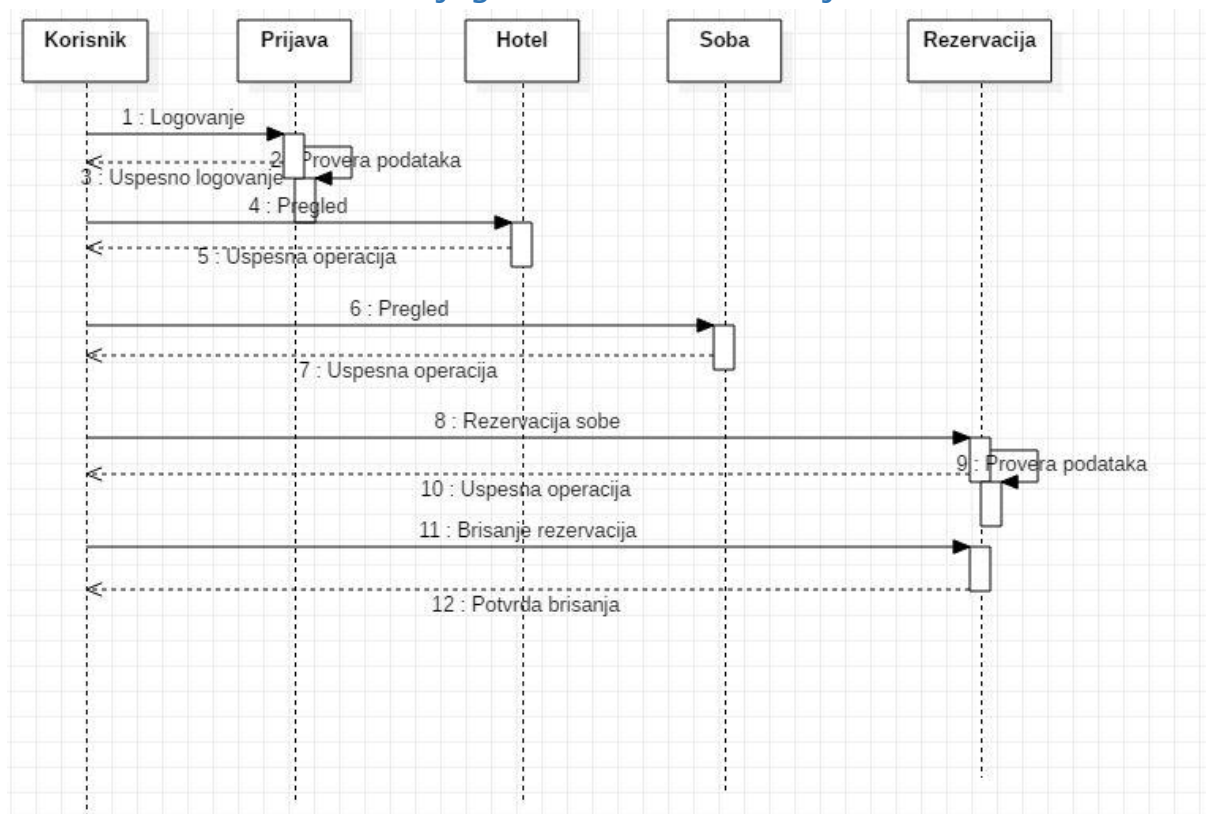 Korisnik
Prijava
Hotel
Soba
Rezervacija
1 : Logovanje
2 : Provera podataka
3 : Uspesno logovanje
4 : Pregled
5 : Uspesna operacija
6 : Pregled
7 : Uspesna operacija
8 : Rezervacija sobe
9 : Provera podataka
10 : Uspesna operacija
11 : Brisanje rezervacija
12 : Potvrda brisanja